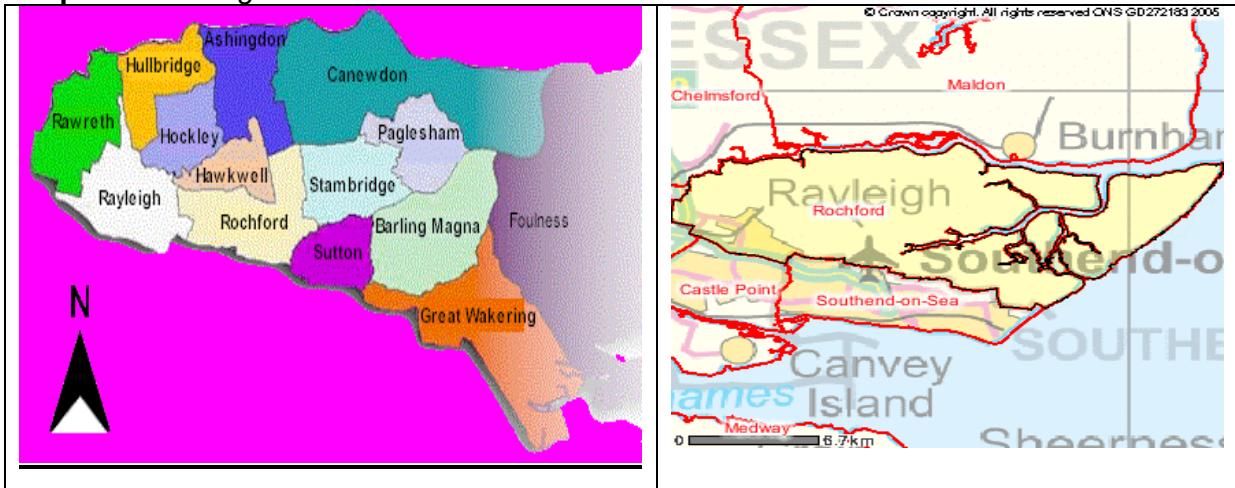 Ashingdon
Hullbridge
Canewdon
Rawreth
Hockley
Paglesham
Hawkwell
Stambridge
Rayleigh
Rochford
Barling Magna
Foulness
Sutton
N
Great Wakering
© Crown copyright. All rights reserved ONS GD272183 2005
ESSEX
Maldon
Chelmsford
Burnha
Rayleigh
Rochford
Southend-o
Castle Point
Southend-on-Sea
SOUTHE
Canvey
Island
ames
Medway
0 6.7km
Sheerness